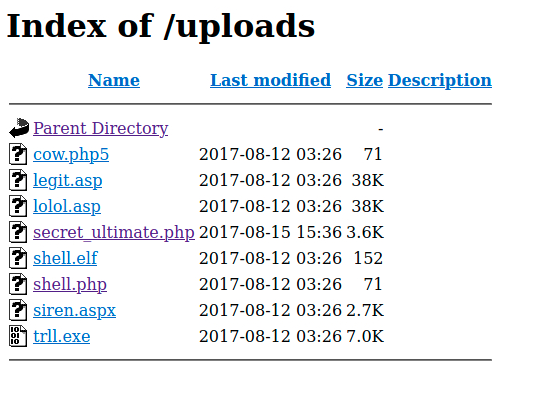 Index of /uploads
Name Last modified Size Description
Parent Directory -
cow.php5 2017-08-12 03:26 71
legit.asp 2017-08-12 03:26 38K
lolol.asp 2017-08-12 03:26 38K
secret_ultimate.php 2017-08-15 15:36 3.6K
shell.elf 2017-08-12 03:26 152
shell.php 2017-08-12 03:26 71
siren.aspx 2017-08-12 03:26 2.7K
trll.exe 2017-08-12 03:26 7.0K